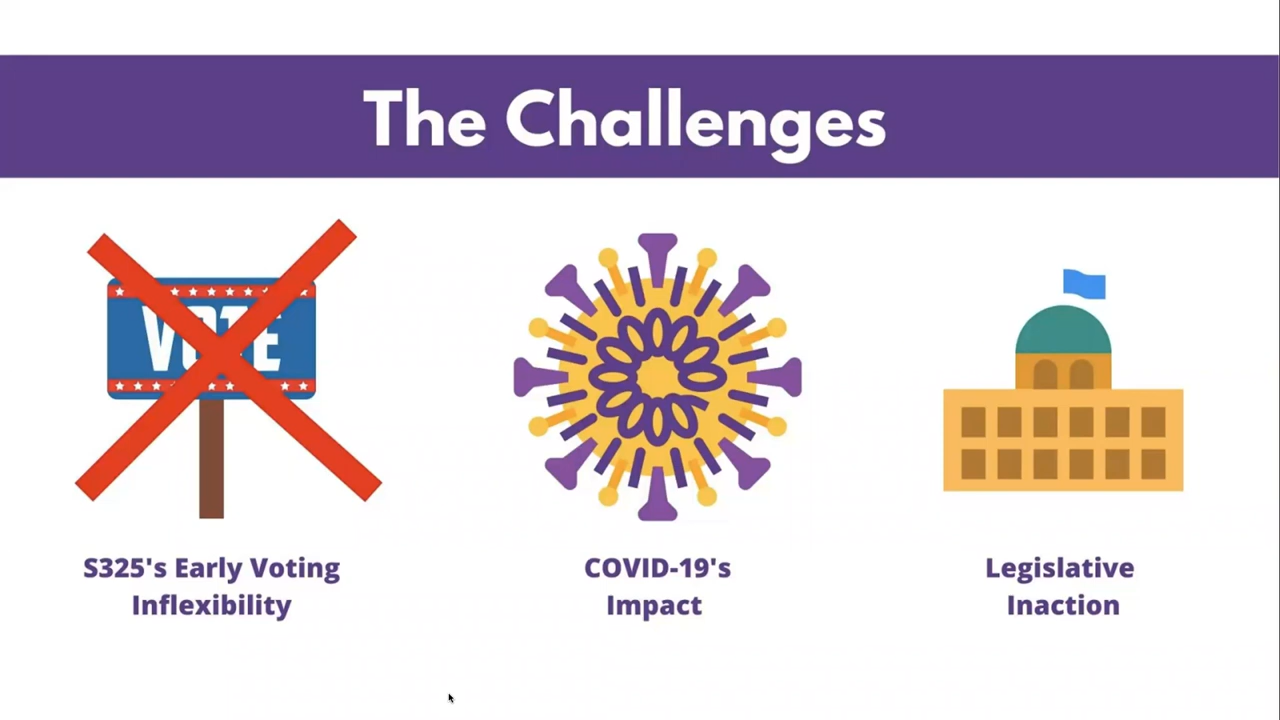 The Challenges
VOTE
S325's Early Voting
Inflexibility
COVID-19's
Impact
Legislative
Inaction